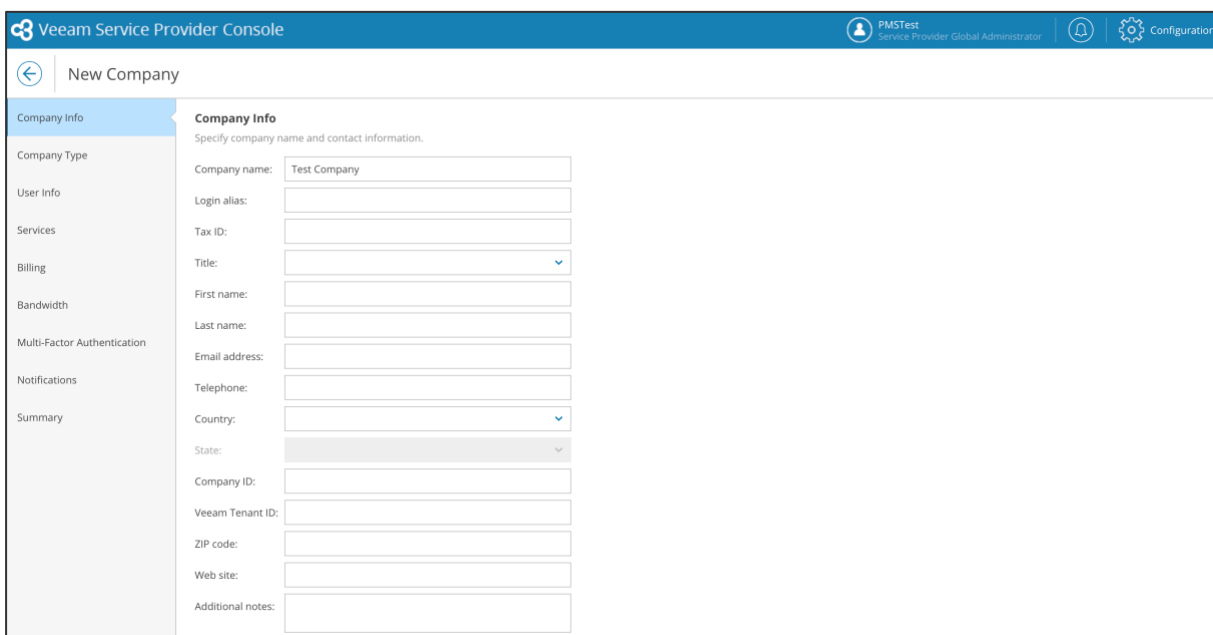 Veeam Service Provider Console
PMSTest
Service Provider Global Administrator
Configuration
New Company
Company Info
Company Type
User Info
Services
Billing
Bandwidth
Multi-Factor Authentication
Notifications
Summary
Company Info
Specify company name and contact information.
Company name: Test Company
Login alias:
Tax ID:
Title:
First name:
Last name:
Email address:
Telephone:
Country:
State:
Company ID:
Veeam Tenant ID:
ZIP code:
Web site:
Additional notes: